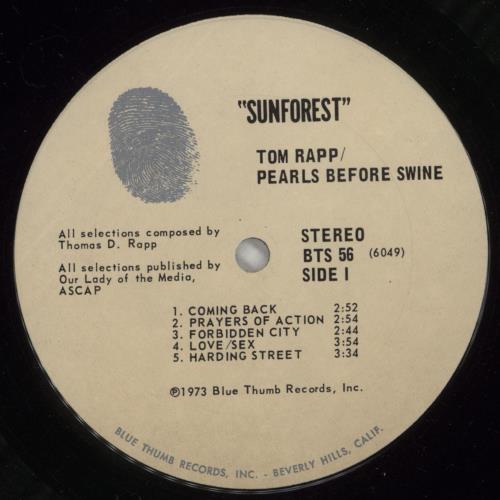 "SUNFOREST"
TOM RAPP/
PEARLS BEFORE SWINE
All selections composed by
Thomas D. Rapp
All selections published by
Our Lady of the Media,
ASCAP
STEREO
BTS 56 (6049)
SIDE I
1. COMING BACK 2:52
2. PRAYERS OF ACTION 2:54
3. FORBIDDEN CITY 2:44
4. LOVE/SEX 3:54
5. HARDING STREET 3:34
℗1973 Blue Thumb Records, Inc.
BLUE THUMB RECORDS, INC. - BEVERLY HILLS, CALIF.